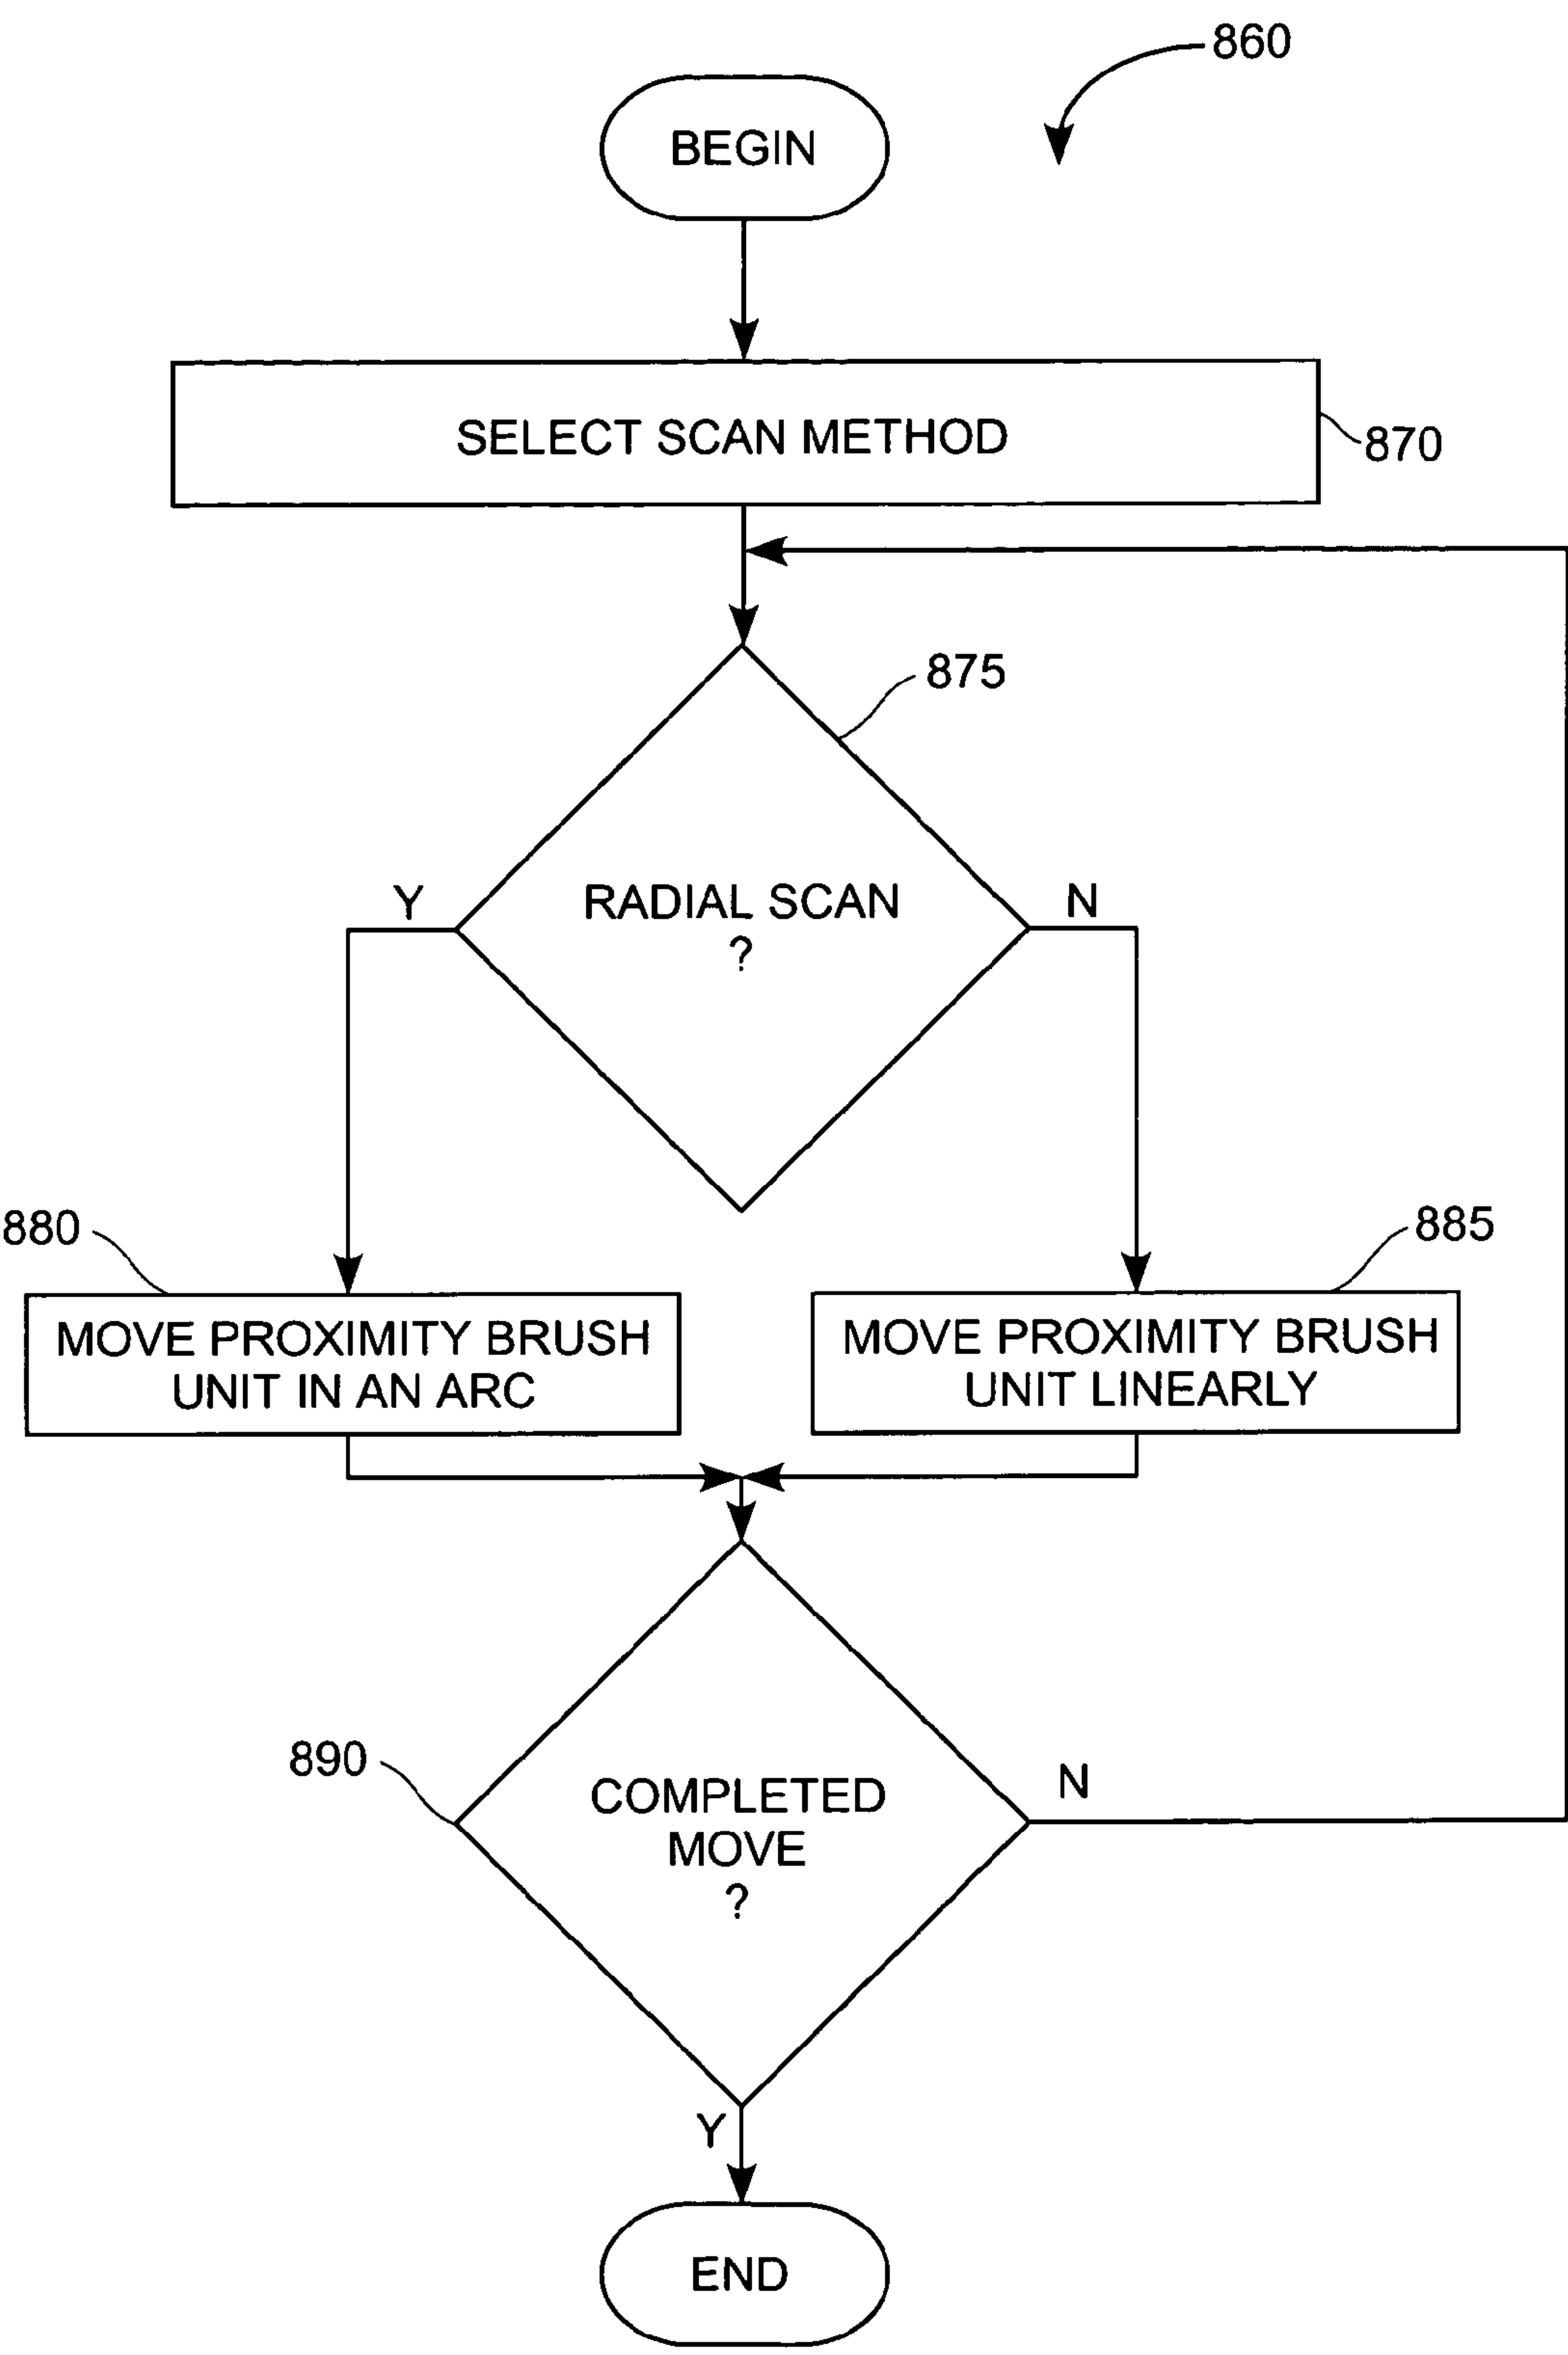 860
BEGIN
SELECT SCAN METHOD
870
875
Y
RADIAL SCAN
?
N
880
885
MOVE PROXIMITY BRUSH
UNIT IN AN ARC
MOVE PROXIMITY BRUSH
UNIT LINEARLY
890
COMPLETED
MOVE
?
N
Y
END